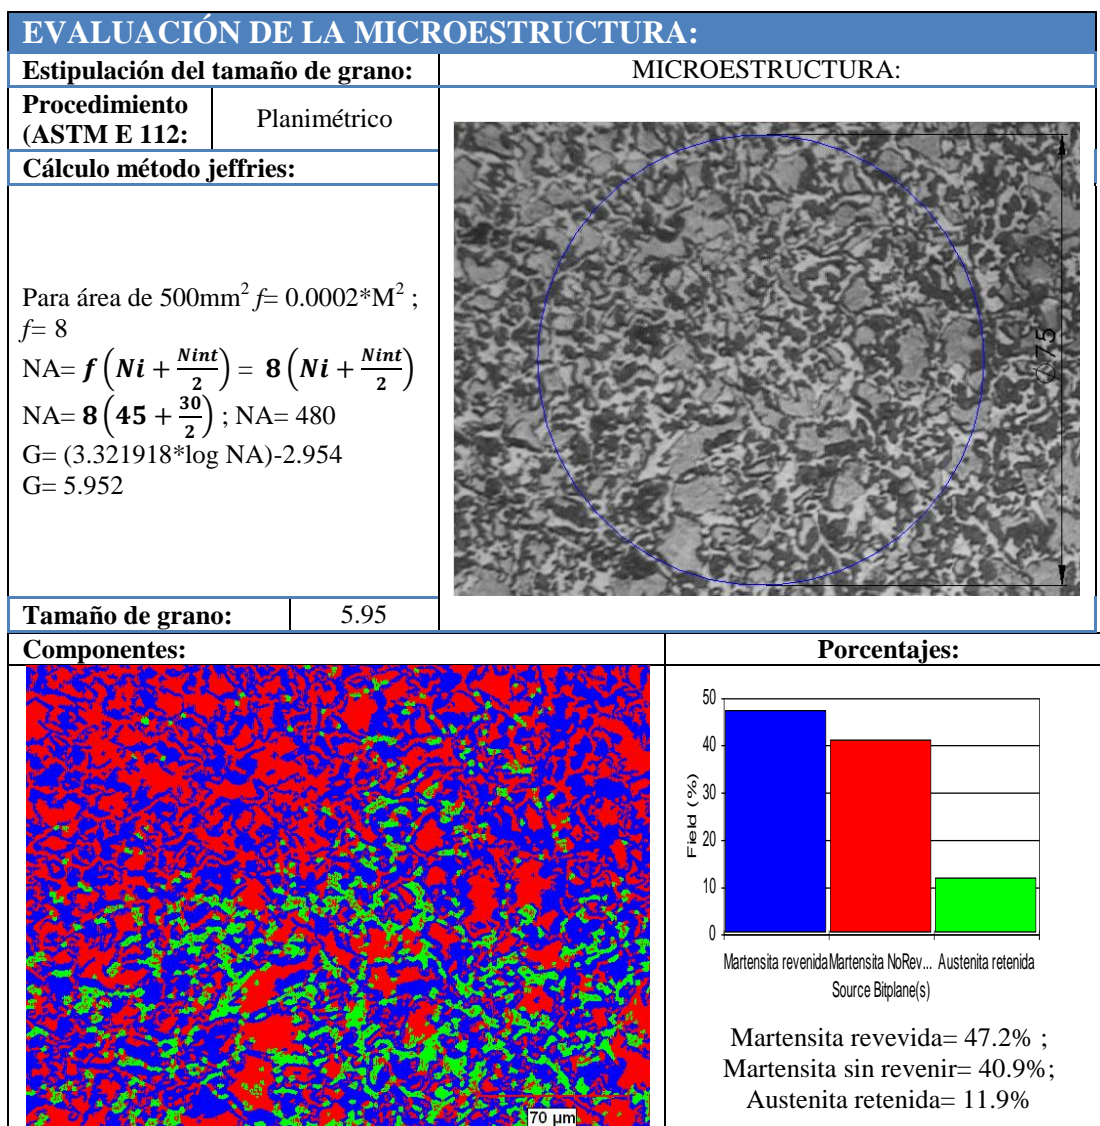 EVALUACIÓN DE LA MICROESTRUCTURA:
Estipulación del tamaño de grano:
MICROESTRUCTURA:
Procedimiento
(ASTM E 112:
Planimétrico
Cálculo método jeffries:
Para área de 500mm² f= 0.0002*M² ;
f= 8
NA= f(Ni + Nint/2) = 8(Ni + Nint/2)
NA= 8(45 + 30/2) ; NA= 480
G= (3.321918*log NA)-2.954
G= 5.952
Ø75
Tamaño de grano:
5.95
Componentes:
Porcentajes:
70 µm
50
40
30
20
10
0
Field (%)
Martensita revenida Martensita NoRev... Austenita retenida
Source Bitplane(s)
Martensita revevida= 47.2% ;
Martensita sin revenir= 40.9%;
Austenita retenida= 11.9%